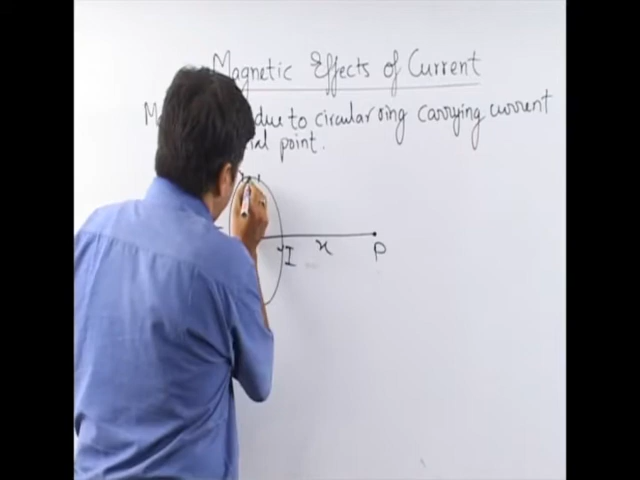 Magnetic Effects of Current
due to circular ring carrying current
point.
I x P